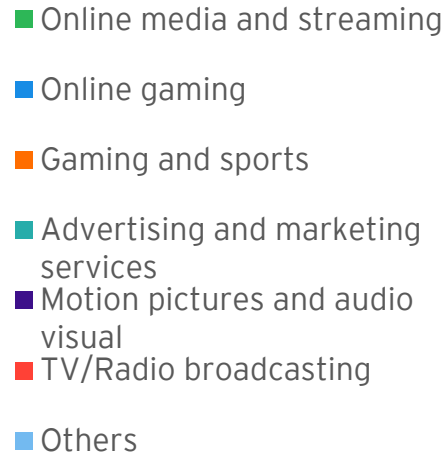 Online media and streaming
Online gaming
Gaming and sports
Advertising and marketing
services
Motion pictures and audio
visual
TV/Radio broadcasting
Others